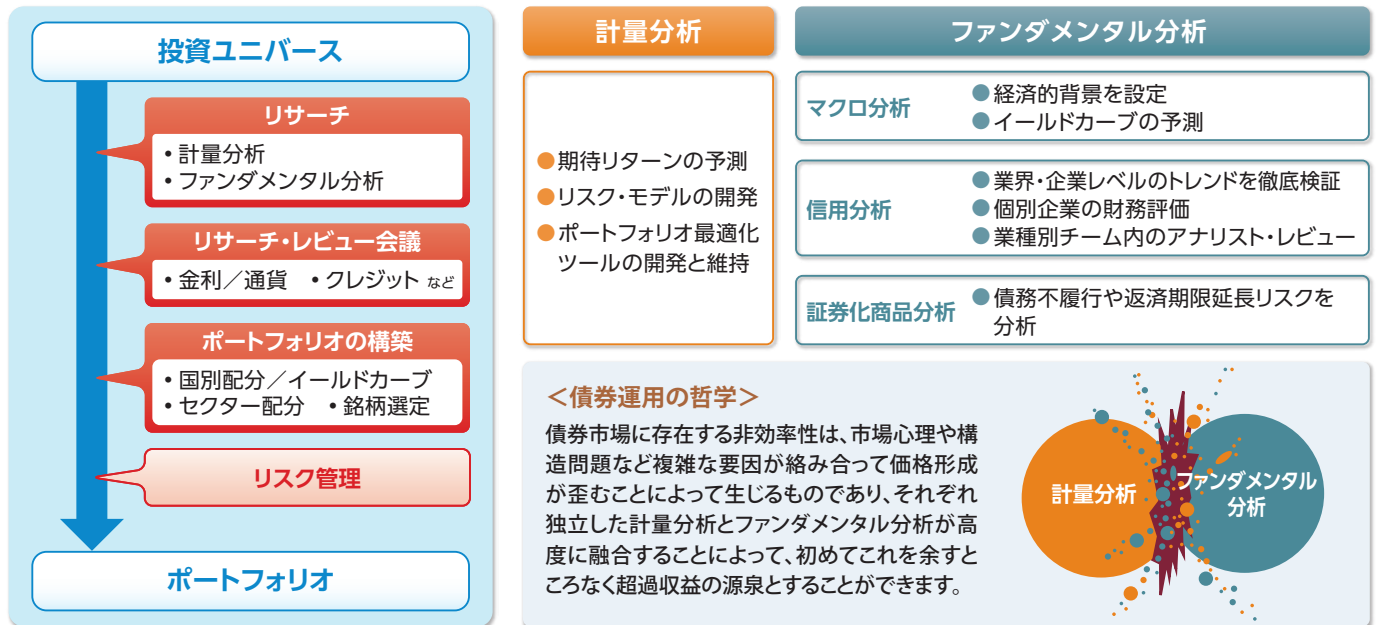 投資ユニバース
リサーチ
・計量分析
・ファンダメンタル分析
リサーチ・レビュー会議
・金利／通貨　・クレジット など
ポートフォリオの構築
・国別配分／イールドカーブ
・セクター配分　・銘柄選定
リスク管理
ポートフォリオ
計量分析
●期待リターンの予測
●リスク・モデルの開発
●ポートフォリオ最適化
ツールの開発と維持
ファンダメンタル分析
マクロ分析
●経済的背景を設定
●イールドカーブの予測
信用分析
●業界・企業レベルのトレンドを徹底検証
●個別企業の財務評価
●業種別チーム内のアナリスト・レビュー
証券化商品分析
●債務不履行や返済期限延長リスクを
分析
＜債券運用の哲学＞
債券市場に存在する非効率性は、市場心理や構
造問題など複雑な要因が絡み合って価格形成
が歪むことによって生じるものであり、それぞれ
独立した計量分析とファンダメンタル分析が高
度に融合することによって、初めてこれを余すと
ころなく超過収益の源泉とすることができます。
計量分析
ファンダメンタル
分析